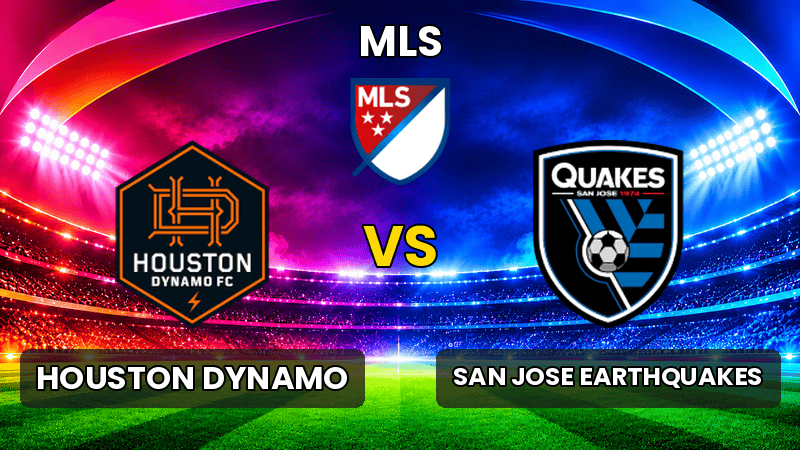 MLS
MLS
HOUSTON
DYNAMO FC
QUAKES
SAN JOSE 1974
VS
HOUSTON DYNAMO
SAN JOSE EARTHQUAKES